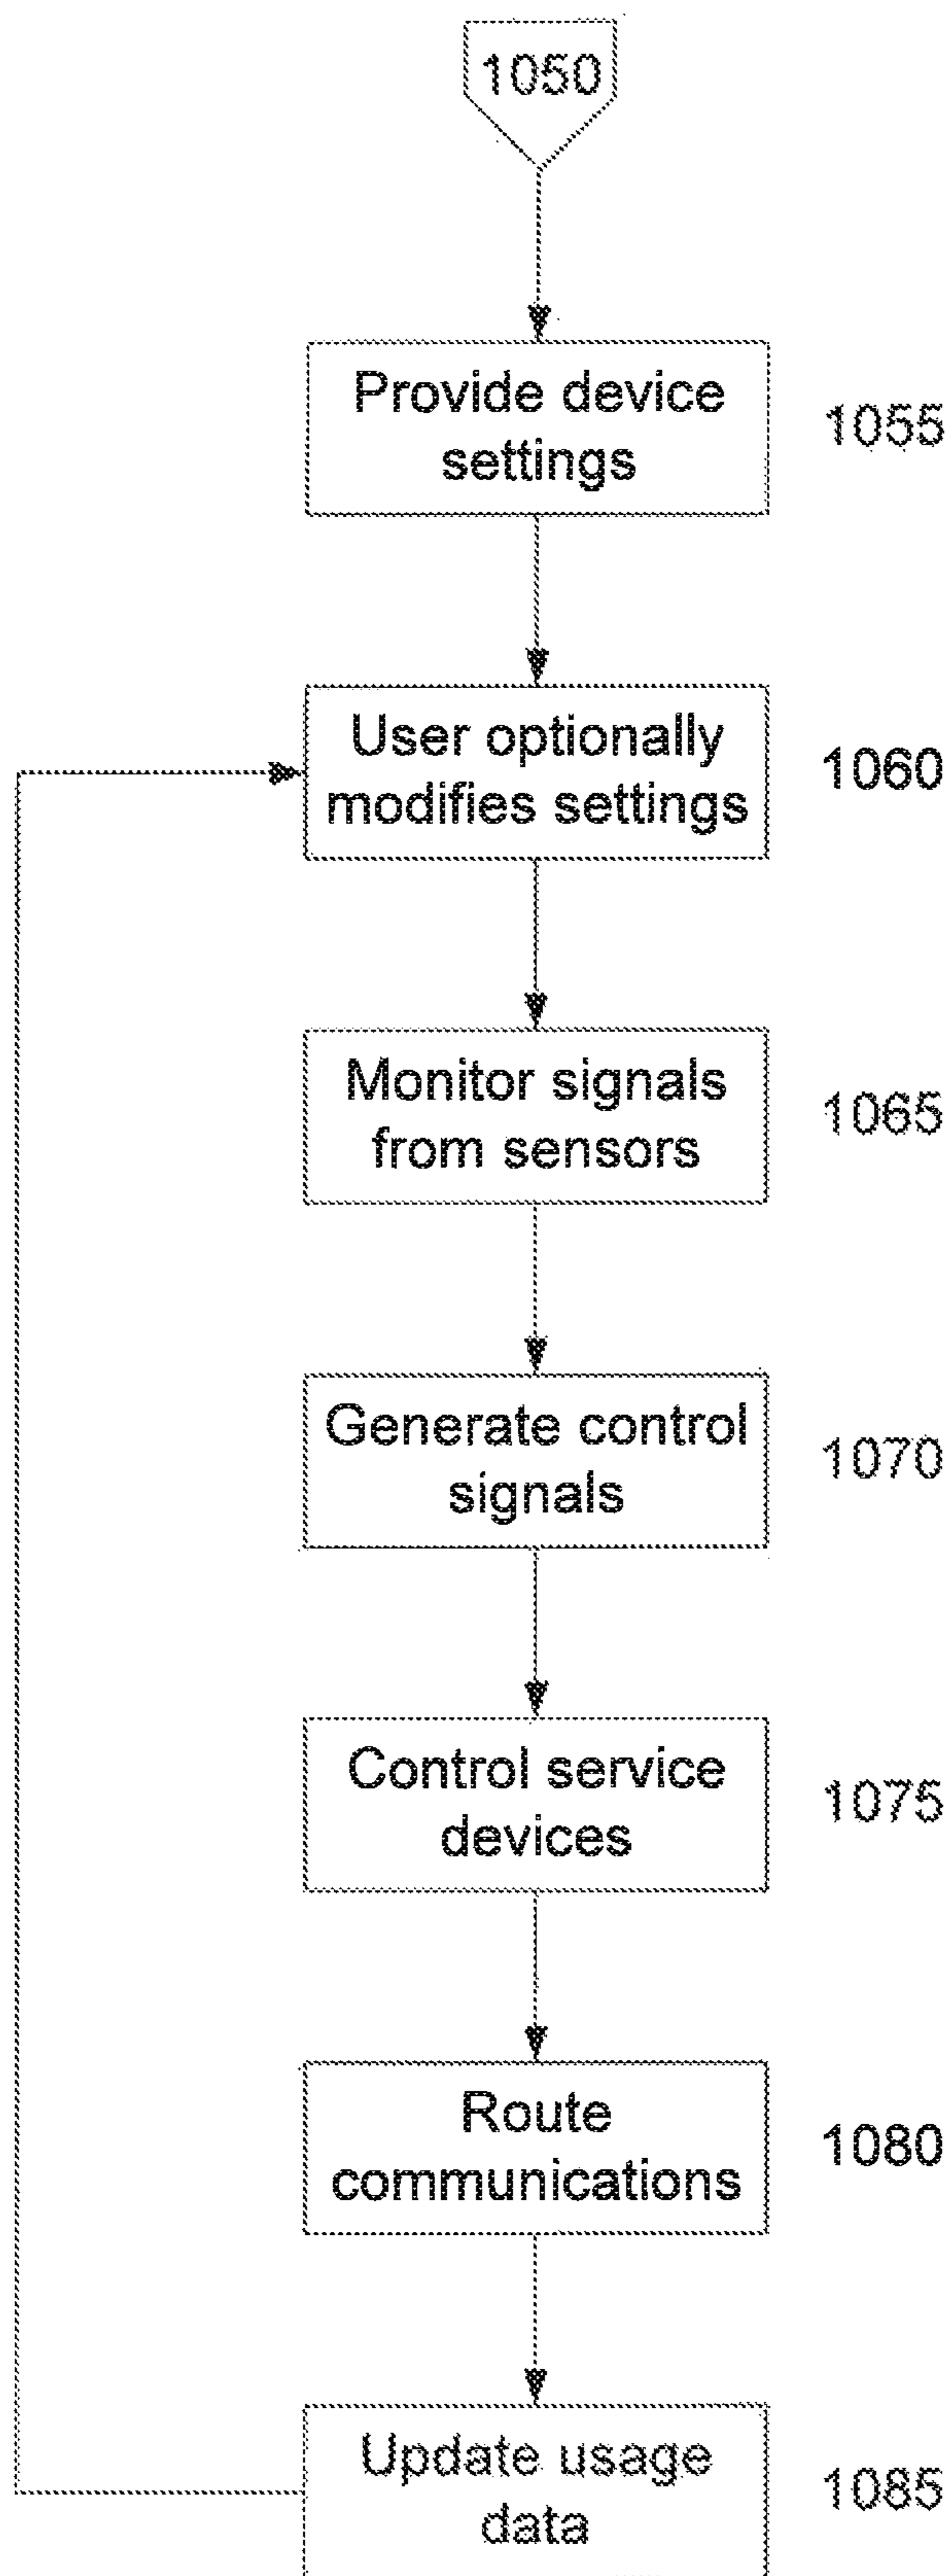 1050
Provide device
settings
1055
User optionally
modifies settings
1060
Monitor signals
from sensors
1065
Generate control
signals
1070
Control service
devices
1075
Route
communications
1080
Update usage
data
1085